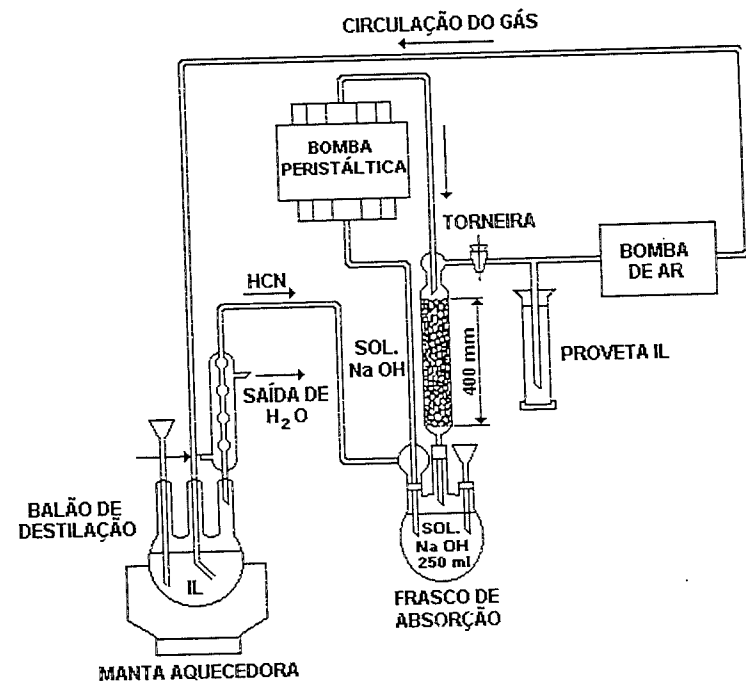 CIRCULAÇÃO DO GÁS
BOMBA
PERISTÁLTICA
TORNEIRA
BOMBA
DE AR
HCN
SOL.
Na OH
400 mm
PROVETA IL
SAÍDA DE
H2O
BALÃO DE
DESTILAÇÃO
IL
SOL.
Na OH
250 ml
FRASCO DE
ABSORÇÃO
MANTA AQUECEDORA